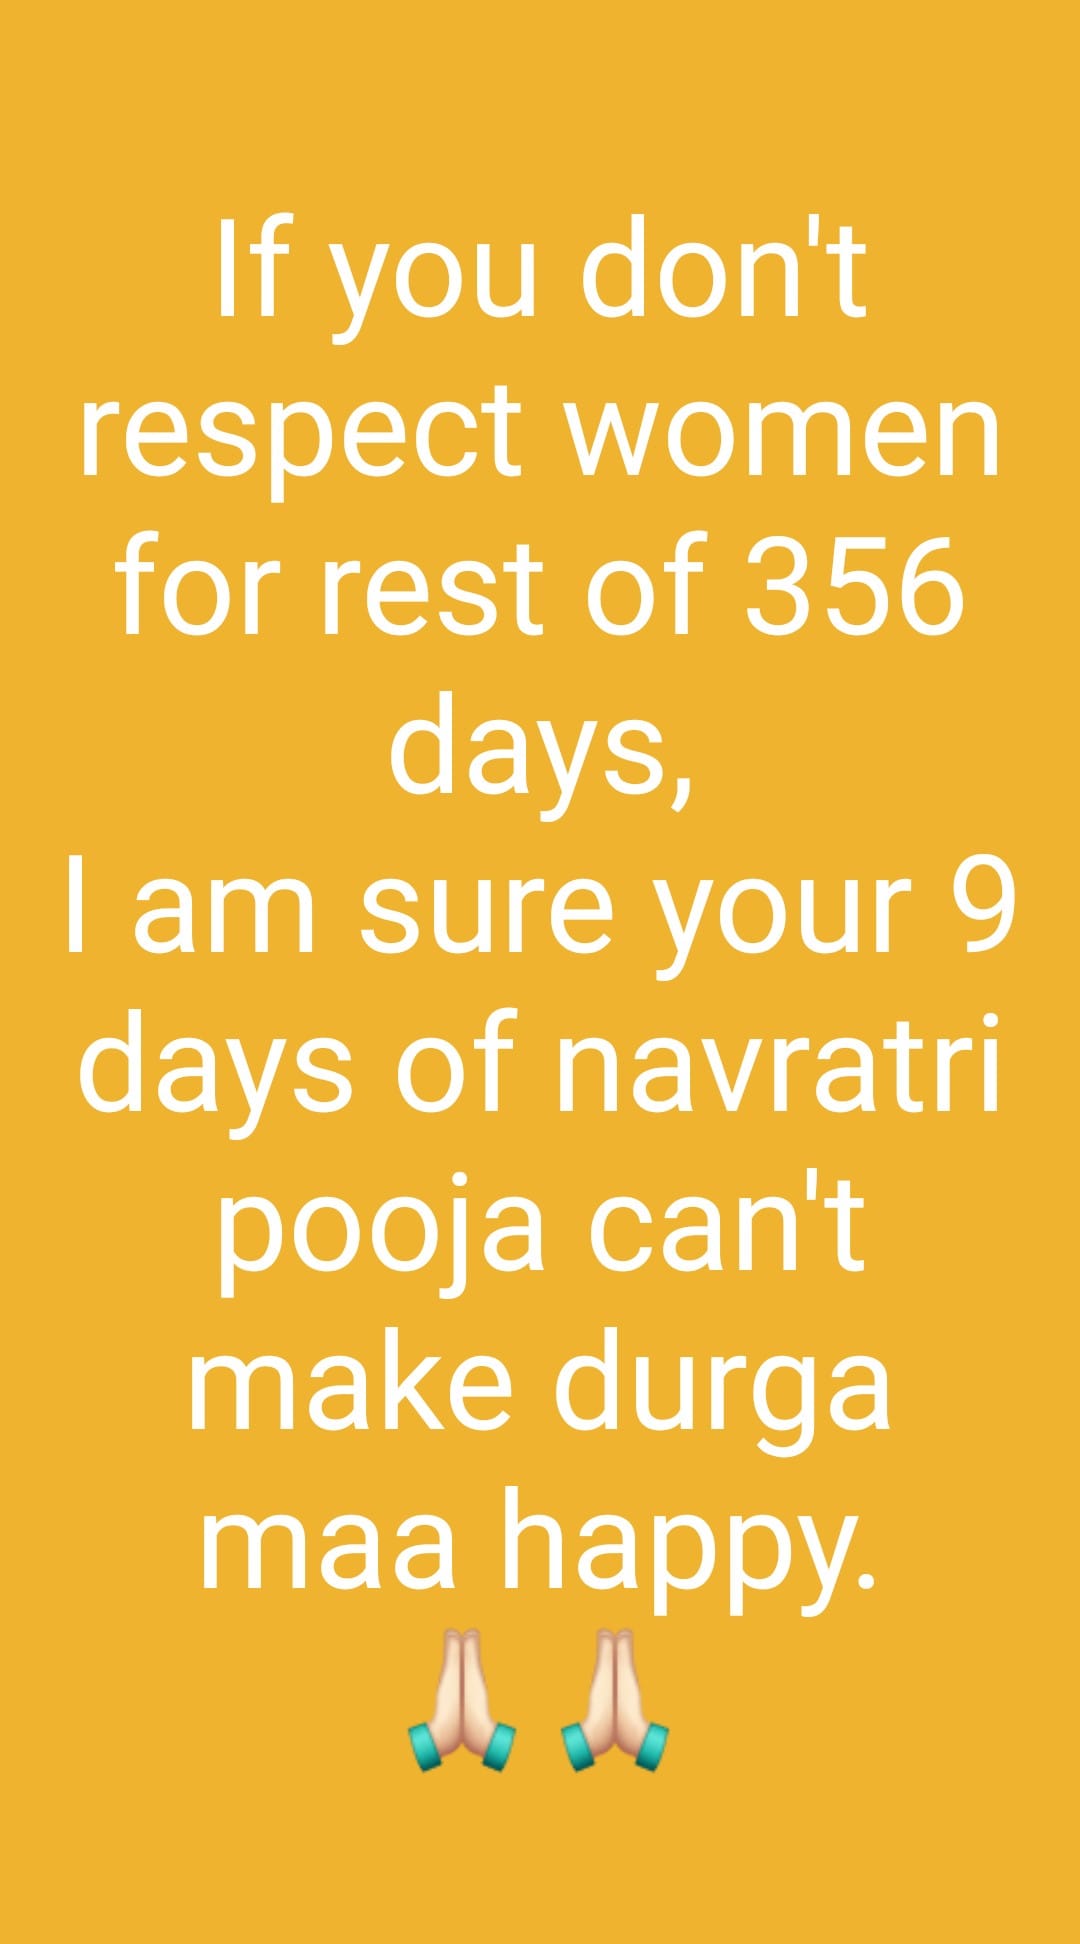 If you don't
respect women
for rest of 356
days,
I am sure your 9
days of navratri
pooja can't
make durga
maa happy.
🙏🏻 🙏🏻